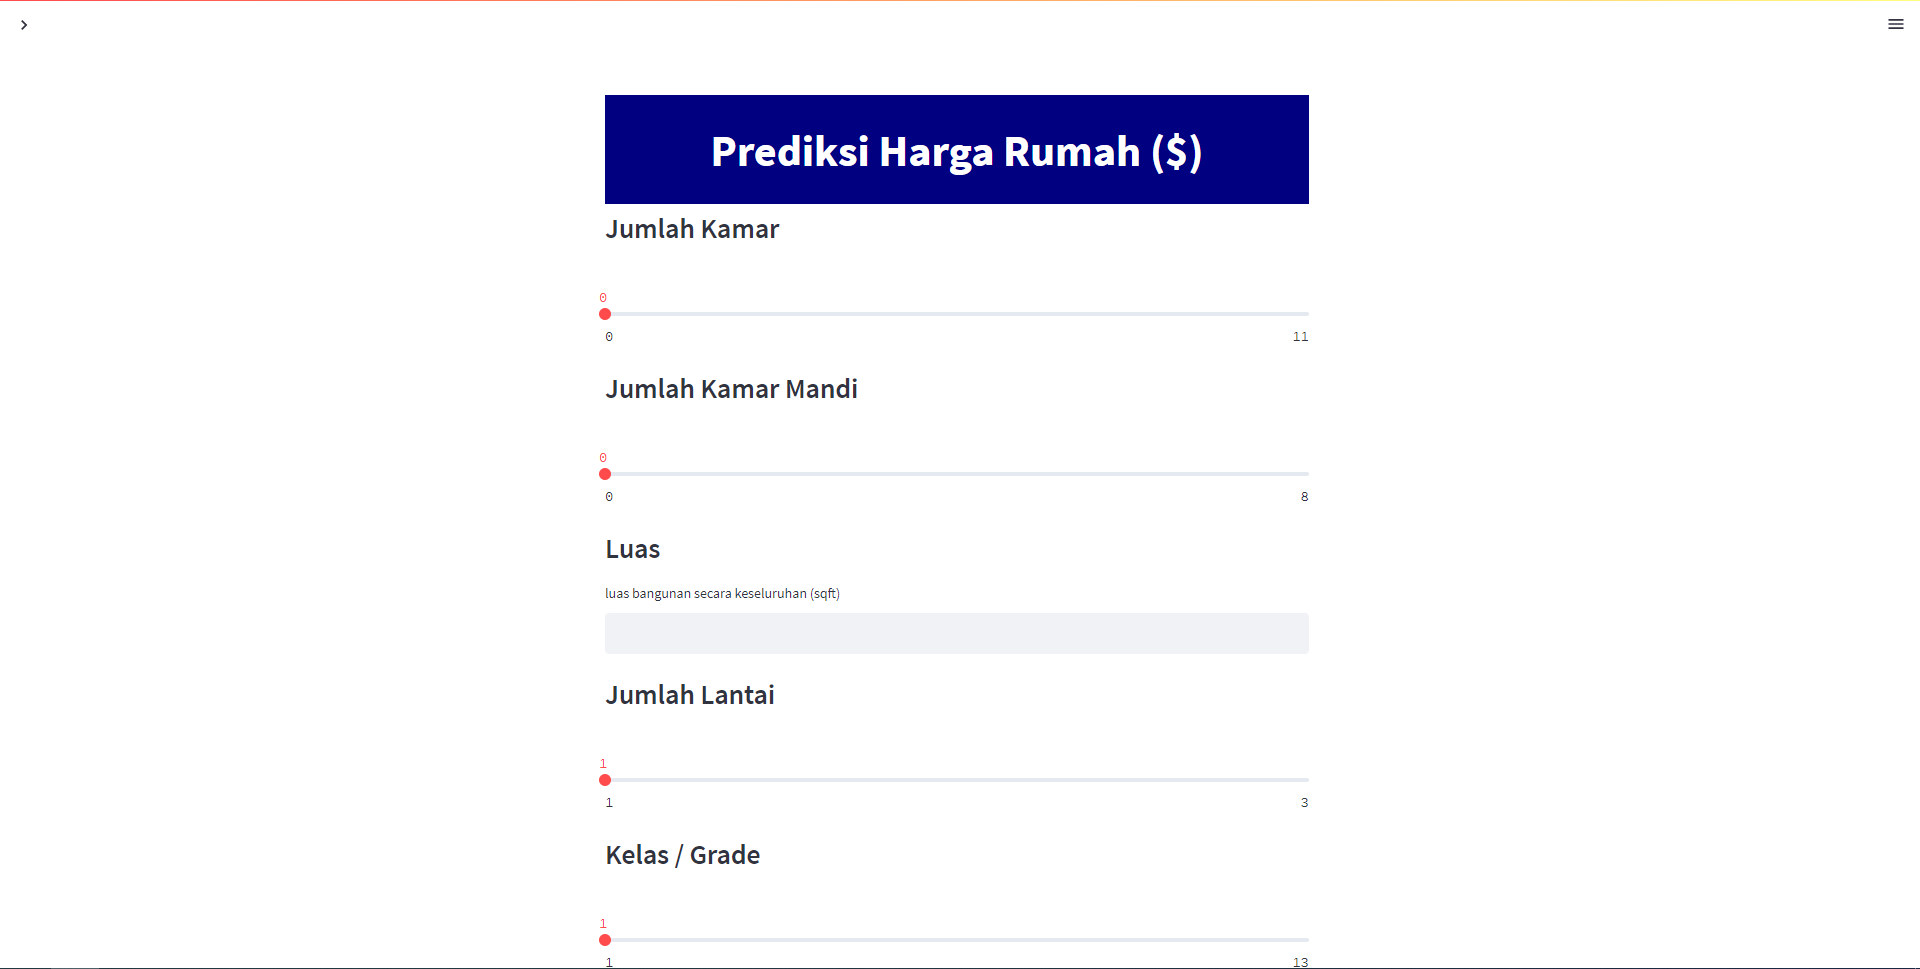 Prediksi Harga Rumah ($)
Jumlah Kamar
0
0 11
Jumlah Kamar Mandi
0
0 8
Luas
luas bangunan secara keseluruhan (sqft)
Jumlah Lantai
1
1 3
Kelas / Grade
1
1 13